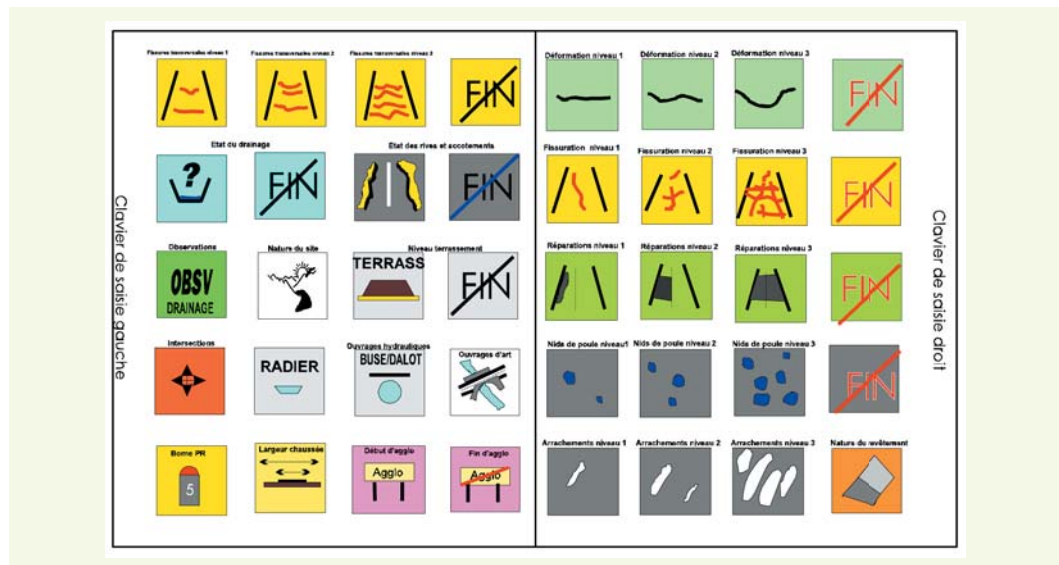 Fissures transversales niveau 1
Fissures transversales niveau 2
Fissures transversales niveau 3
FIN
Etat du drainage
Etat des rives et accotements
?
FIN
FIN
Observations
Nature du site
Niveau terrassement
OBSV
DRAINAGE
TERRASS
FIN
Intersections
Ouvrages hydrauliques
Ouvrages d'art
RADIER
BUSE/DALOT
Borne PR
Largeur chaussée
Début d'agglo
Fin d'agglo
5
Agglo
Agglo
Clavier de saisie gauche
Déformation niveau 1
Déformation niveau 2
Déformation niveau 3
FIN
Fissuration niveau 1
Fissuration niveau 2
Fissuration niveau 3
FIN
Réparations niveau 1
Réparations niveau 2
Réparations niveau 3
FIN
Nids de poule niveau1
Nids de poule niveau 2
Nids de poule niveau 3
FIN
Arrachements niveau 1
Arrachements niveau 2
Arrachements niveau 3
Nature du revêtement
Clavier de saisie droit